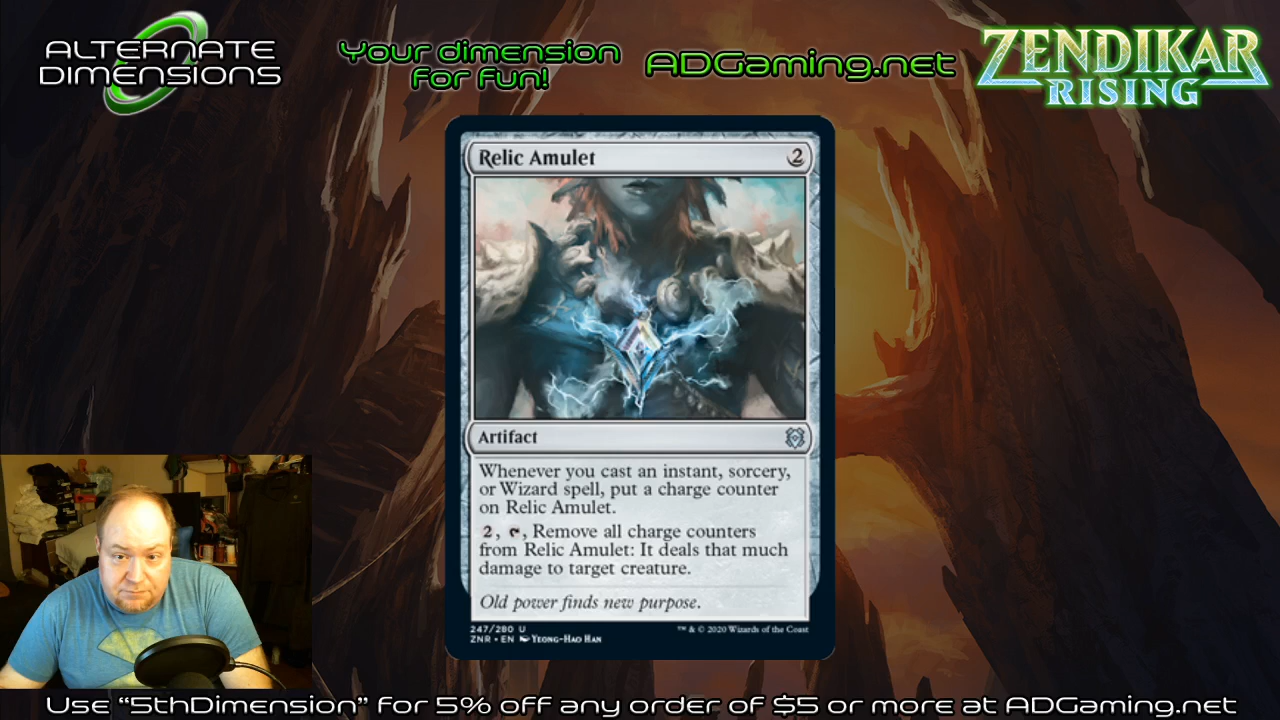 ALTERNATE
DIMENSIONS
Your dimension
for fun!
ADGaming.net
ZENDIKAR
RISING
Relic Amulet 2
Artifact
Whenever you cast an instant, sorcery,
or Wizard spell, put a charge counter
on Relic Amulet.
2, , Remove all charge counters
from Relic Amulet: It deals that much
damage to target creature.
Old power finds new purpose.
247/280 U
ZNR • EN Yeong-Hao Han
™ & © 2020 Wizards of the Coast
Use “5thDimension” for 5% off any order of $5 or more at ADGaming.net